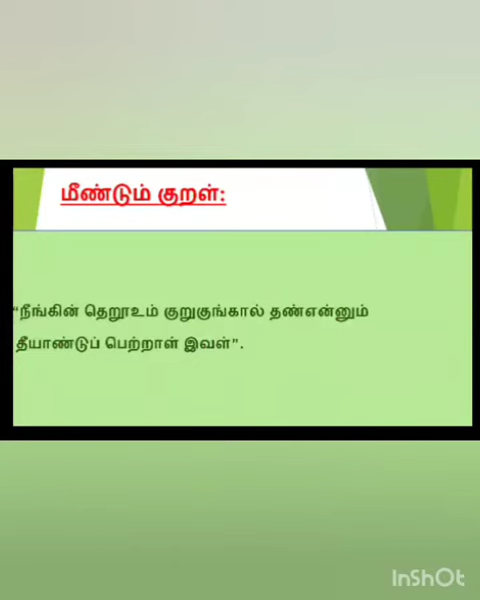 மீண்டும் குறள்:
“நீங்கின் தெறூஉம் குறுகுங்கால் தண்என்னும்
தீயாண்டுப் பெற்றாள் இவள்”.
InShOt